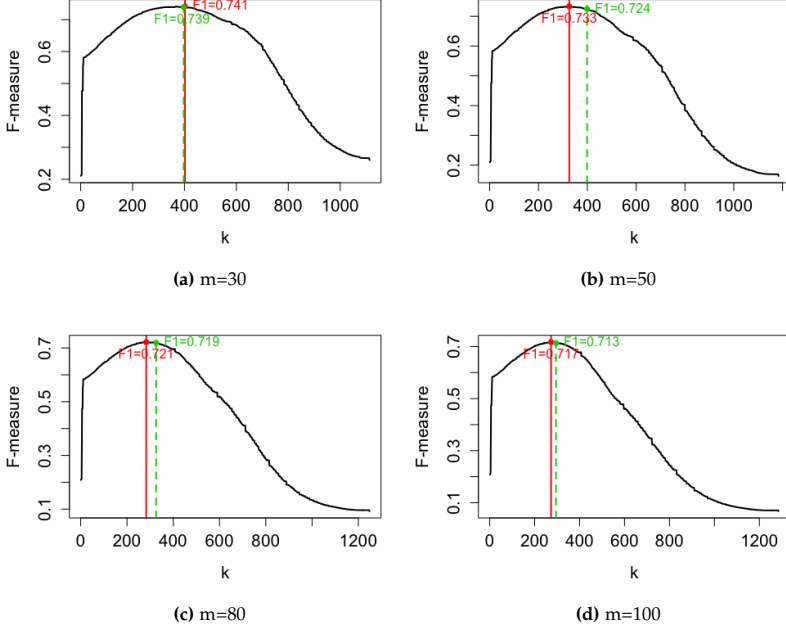 F1=0.741
F1=0.739
F-measure
0.2 0.4 0.6
0 200 400 600 800 1000
k
(a) m=30
F1=0.724
F1=0.733
F-measure
0.2 0.4 0.6
0 200 400 600 800 1000
k
(b) m=50
F1=0.719
F1=0.721
F-measure
0.1 0.3 0.5 0.7
0 200 400 600 800 1000 1200
k
(c) m=80
F1=0.713
F1=0.717
F-measure
0.1 0.3 0.5 0.7
0 200 400 600 800 1000 1200
k
(d) m=100